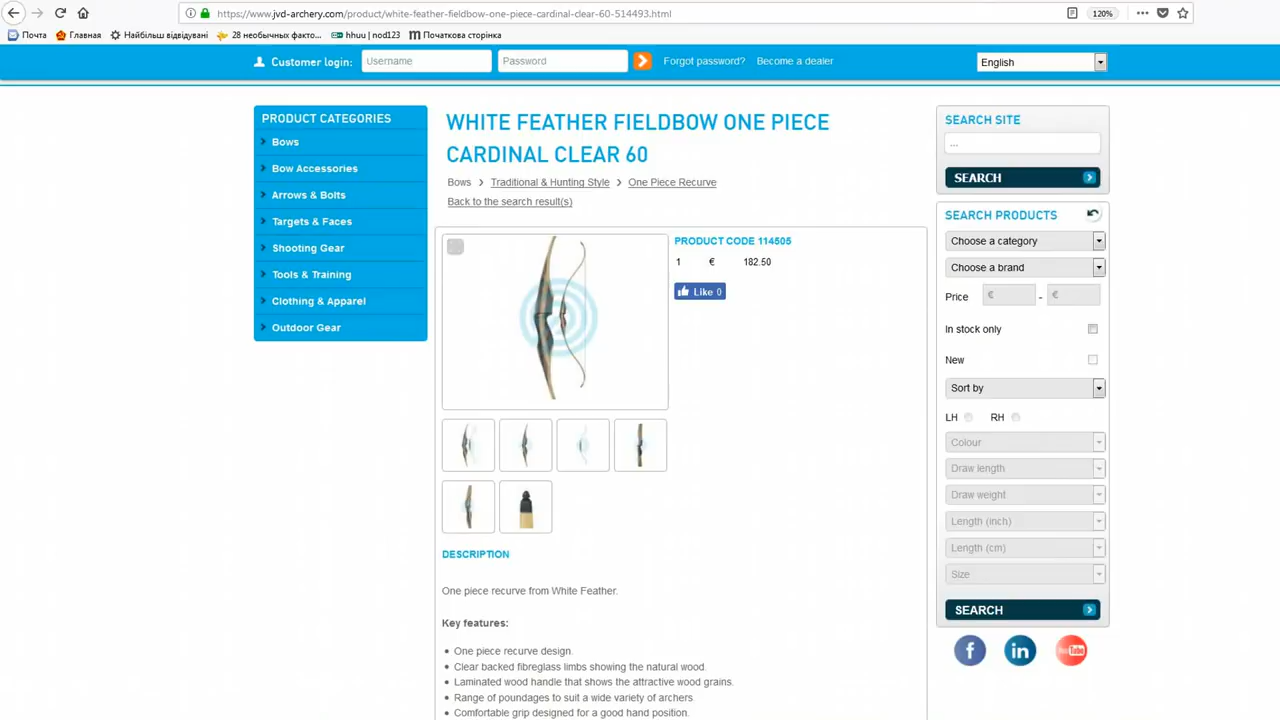 https://www.jvd-archery.com/product/white-feather-fieldbow-one-piece-cardinal-clear-60-514493.html
120%
Почта
Главная
Найбільш відвідувані
28 необычных факто...
hhuu | nod123
Початкова сторінка
Customer login:
Username
Password
Forgot password?
Become a dealer
English
PRODUCT CATEGORIES
Bows
Bow Accessories
Arrows & Bolts
Targets & Faces
Shooting Gear
Tools & Training
Clothing & Apparel
Outdoor Gear
WHITE FEATHER FIELDBOW ONE PIECE
CARDINAL CLEAR 60
Bows > Traditional & Hunting Style > One Piece Recurve
Back to the search result(s)
PRODUCT CODE 114505
1 € 182.50
Like 0
DESCRIPTION
One piece recurve from White Feather.
Key features:
• One piece recurve design.
• Clear backed fibreglass limbs showing the natural wood.
• Laminated wood handle that shows the attractive wood grains.
• Range of poundages to suit a wide variety of archers
• Comfortable grip designed for a good hand position.
SEARCH SITE
...
SEARCH
SEARCH PRODUCTS
Choose a category
Choose a brand
Price € - €
In stock only
New
Sort by
LH RH
Colour
Draw length
Draw weight
Length (inch)
Length (cm)
Size
SEARCH
f
in
YouTube